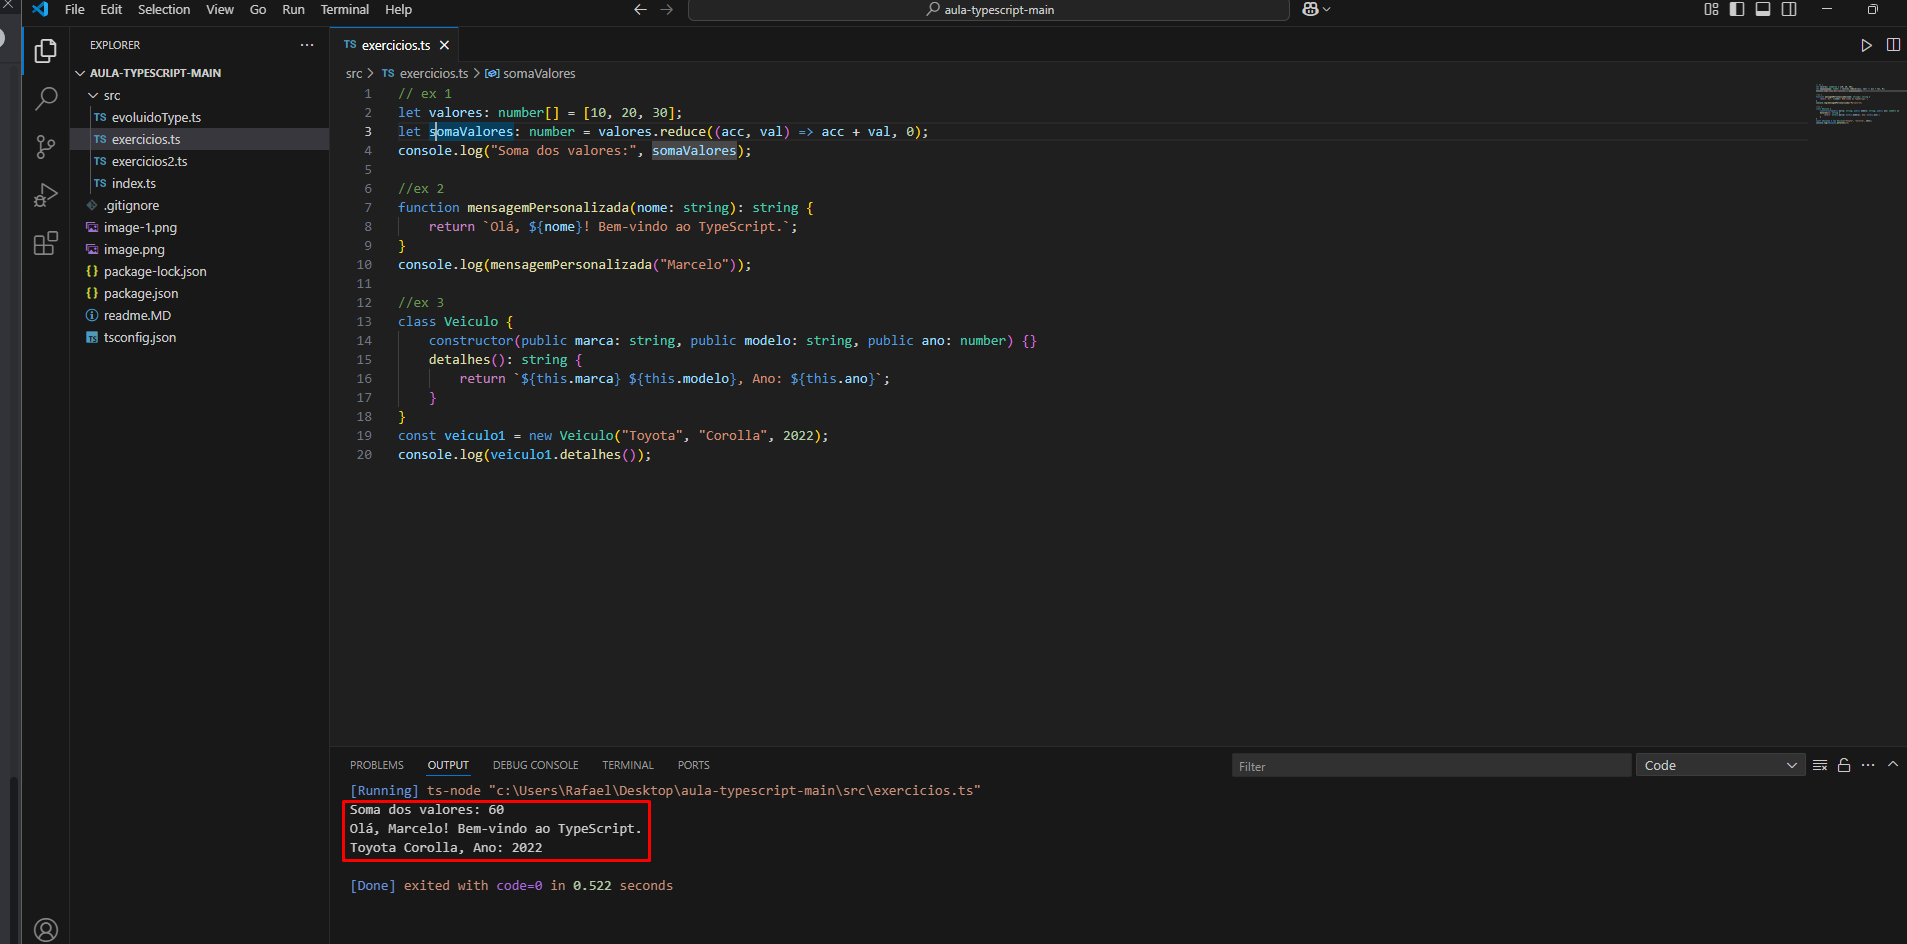 File Edit Selection View Go Run Terminal Help
aula-typescript-main
EXPLORER
AULA-TYPESCRIPT-MAIN
src
TS evoluidoType.ts
TS exercicios.ts
TS exercicios2.ts
TS index.ts
.gitignore
image-1.png
image.png
{} package-lock.json
{} package.json
readme.MD
TS tsconfig.json
TS exercicios.ts
src > TS exercicios.ts > somaValores
1 // ex 1
2 let valores: number[] = [10, 20, 30];
3 let somaValores: number = valores.reduce((acc, val) => acc + val, 0);
4 console.log("Soma dos valores:", somaValores);
5
6 //ex 2
7 function mensagemPersonalizada(nome: string): string {
8 return `Olá, ${nome}! Bem-vindo ao TypeScript.`;
9 }
10 console.log(mensagemPersonalizada("Marcelo"));
11
12 //ex 3
13 class Veiculo {
14 constructor(public marca: string, public modelo: string, public ano: number) {}
15 detalhes(): string {
16 return `${this.marca} ${this.modelo}, Ano: ${this.ano}`;
17 }
18 }
19 const veiculo1 = new Veiculo("Toyota", "Corolla", 2022);
20 console.log(veiculo1.detalhes());
PROBLEMS OUTPUT DEBUG CONSOLE TERMINAL PORTS
Filter
Code
[Running] ts-node "c:\Users\Rafael\Desktop\aula-typescript-main\src\exercicios.ts"
Soma dos valores: 60
Olá, Marcelo! Bem-vindo ao TypeScript.
Toyota Corolla, Ano: 2022
[Done] exited with code=0 in 0.522 seconds